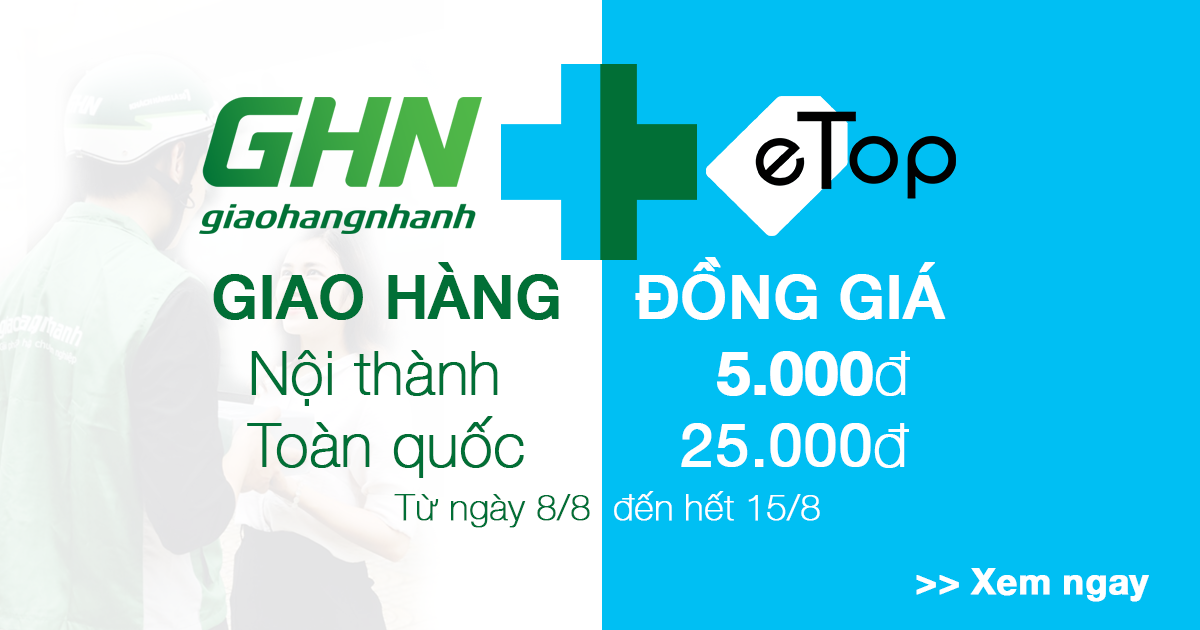 GHN
giaohangnhanh
eTop
GIAO HÀNG ĐỒNG GIÁ
Nội thành 5.000đ
Toàn quốc 25.000đ
Từ ngày 8/8 đến hết 15/8
>> Xem ngay